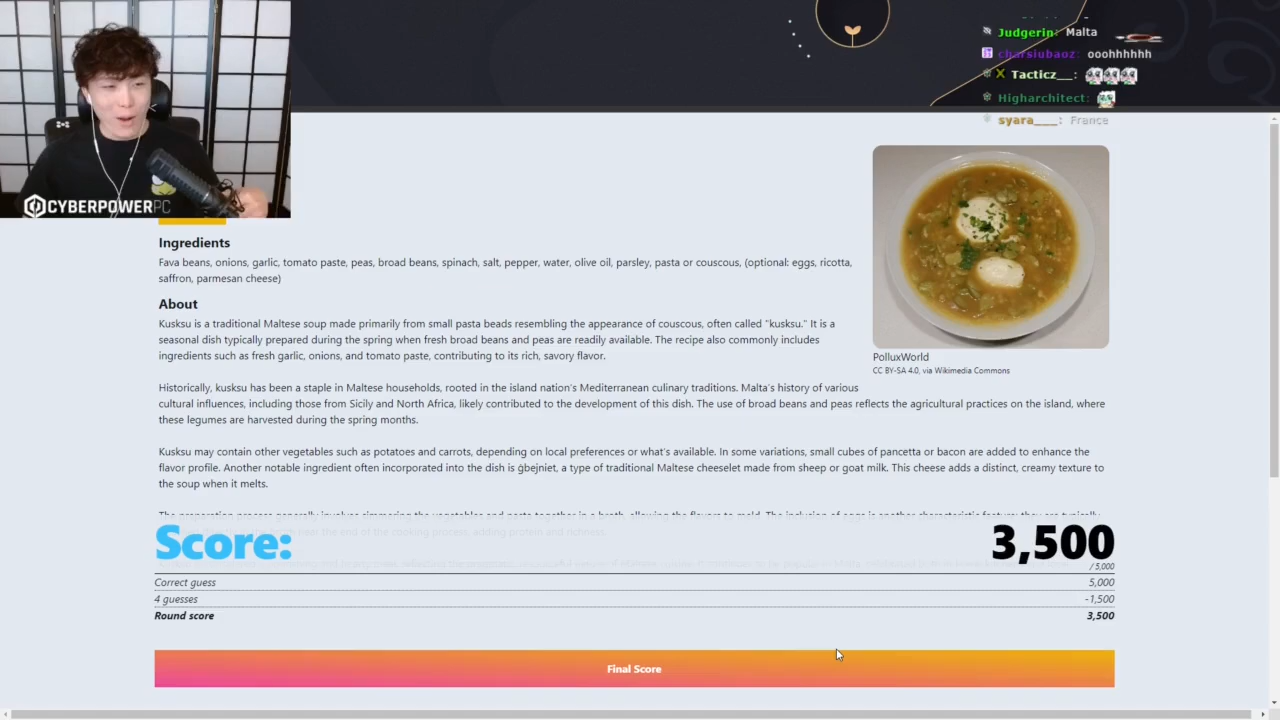 Judgerin: Malta
charsiubaoz: ooohhhhhh
Tacticz__:
Higharchitect:
syara___: France
CYBERPOWERPC
Ingredients
Fava beans, onions, garlic, tomato paste, peas, broad beans, spinach, salt, pepper, water, olive oil, parsley, pasta or couscous, (optional: eggs, ricotta,
saffron, parmesan cheese)
About
Kusksu is a traditional Maltese soup made primarily from small pasta beads resembling the appearance of couscous, often called "kusksu." It is a
seasonal dish typically prepared during the spring when fresh broad beans and peas are readily available. The recipe also commonly includes
ingredients such as fresh garlic, onions, and tomato paste, contributing to its rich, savory flavor.
PolluxWorld
CC BY-SA 4.0, via Wikimedia Commons
Historically, kusksu has been a staple in Maltese households, rooted in the island nation's Mediterranean culinary traditions. Malta's history of various
cultural influences, including those from Sicily and North Africa, likely contributed to the development of this dish. The use of broad beans and peas reflects the agricultural practices on the island, where
these legumes are harvested during the spring months.
Kusksu may contain other vegetables such as potatoes and carrots, depending on local preferences or what's available. In some variations, small cubes of pancetta or bacon are added to enhance the
flavor profile. Another notable ingredient often incorporated into the dish is ġbejniet, a type of traditional Maltese cheeselet made from sheep or goat milk. This cheese adds a distinct, creamy texture to
the soup when it melts.
the end of the cooking process, adding protein and richness.
Score: 3,500
/ 5,000
Correct guess 5,000
4 guesses -1,500
Round score 3,500
Final Score